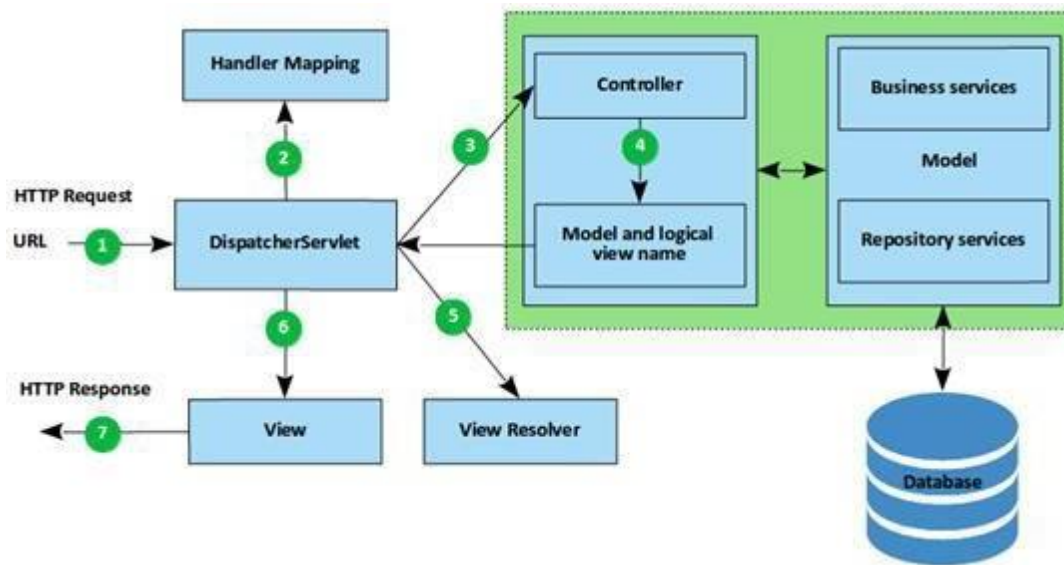 Handler Mapping
2
HTTP Request
URL
1
DispatcherServlet
3
Controller
4
Model and logical
view name
Business services
Model
Repository services
6
5
HTTP Response
7
View
View Resolver
Database